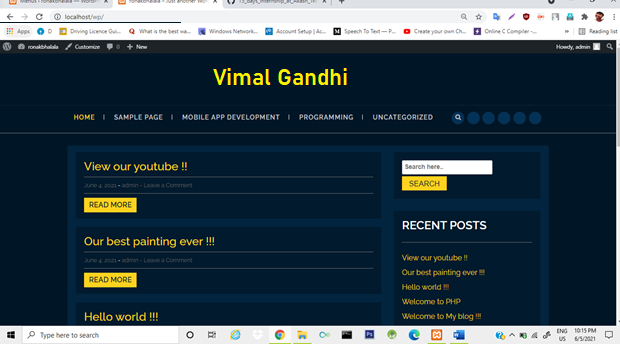 Menus - ronakbhalala — WordP
ronakbhalala – Just another Wor
15_days_Internship_at_Akash_Te
localhost/wp/
Apps
D
Driving Licence Guid
Q What is the best wa
Windows Network...
Account Setup | Ac
Speech To Text — P
Create your own Ch...
Online C Compiler -...
»
Reading list
ronakbhalala
Customize
0
New
Howdy, admin
Vimal Gandhi
HOME | SAMPLE PAGE | MOBILE APP DEVELOPMENT | PROGRAMMING | UNCATEGORIZED
View our youtube !!
June 4, 2021 - admin - Leave a Comment
READ MORE
Our best painting ever !!!
June 4, 2021 - admin - Leave a Comment
READ MORE
Hello world !!!
Search here..
SEARCH
RECENT POSTS
View our youtube !!
Our best painting ever !!!
Hello world !!!
Welcome to PHP
Welcome to My blog !!!
Type here to search
ENG
US
10:15 PM
6/5/2021